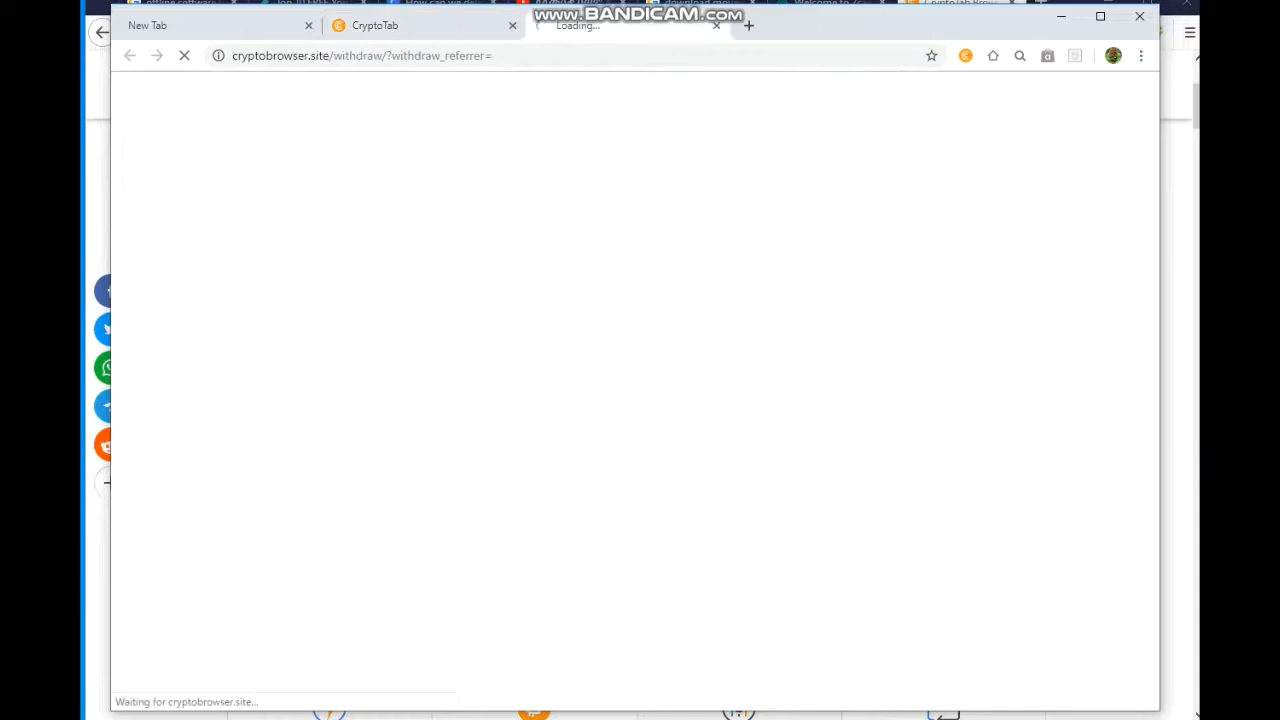 www.BANDICAM.com
New Tab
CryptoTab
Loading...
cryptobrowser.site/withdraw/?withdraw_referrer=
Waiting for cryptobrowser.site...